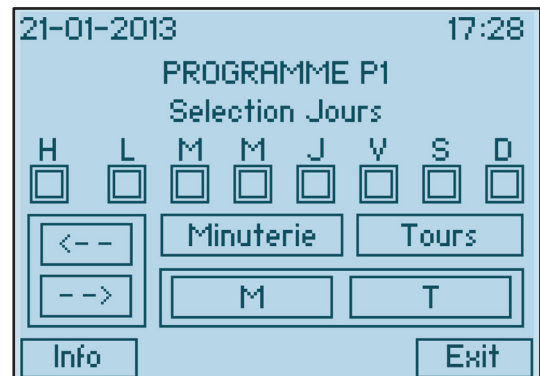 21-01-2013 17:28
PROGRAMME P1
Selection Jours
H L M M J V S D
<-- Minuterie Tours
--> M T
Info Exit